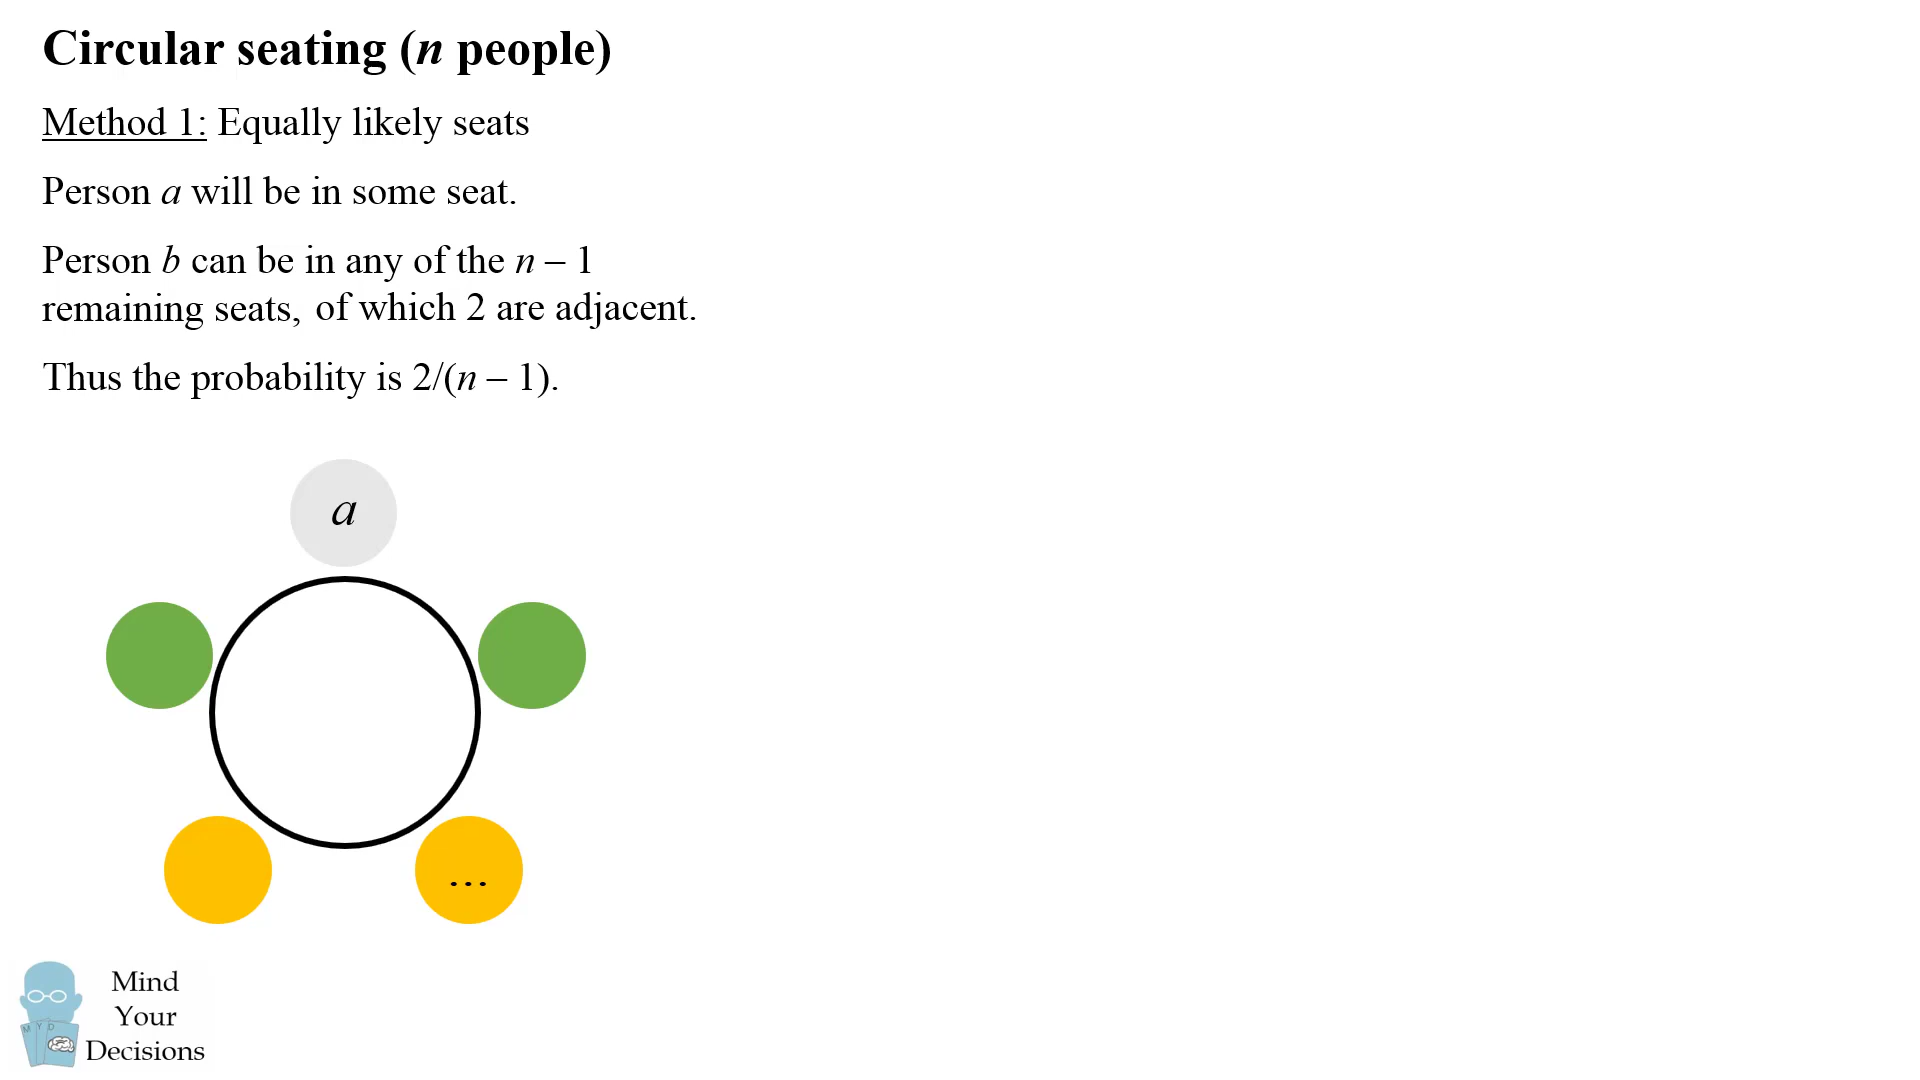 Circular seating (n people)
Method 1: Equally likely seats
Person a will be in some seat.
Person b can be in any of the n – 1
remaining seats, of which 2 are adjacent.
Thus the probability is 2/(n – 1).
a
...
Mind
Your
Decisions
M Y D